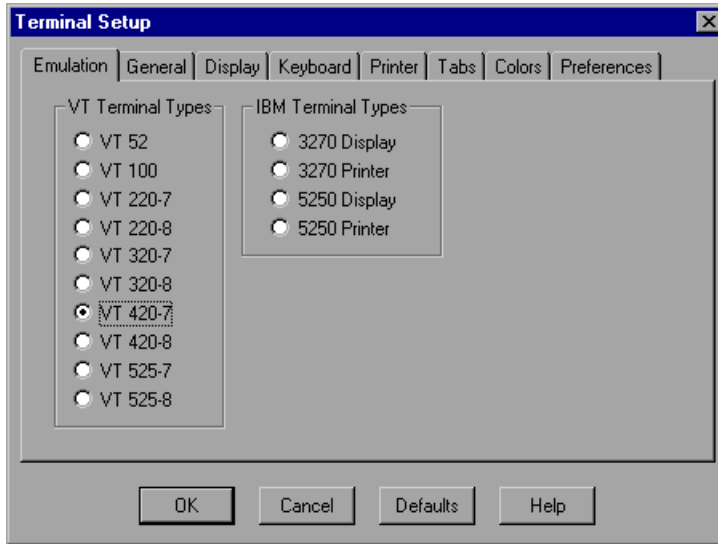 Terminal Setup
Emulation General Display Keyboard Printer Tabs Colors Preferences
VT Terminal Types
VT 52
VT 100
VT 220-7
VT 220-8
VT 320-7
VT 320-8
VT 420-7
VT 420-8
VT 525-7
VT 525-8
IBM Terminal Types
3270 Display
3270 Printer
5250 Display
5250 Printer
OK Cancel Defaults Help